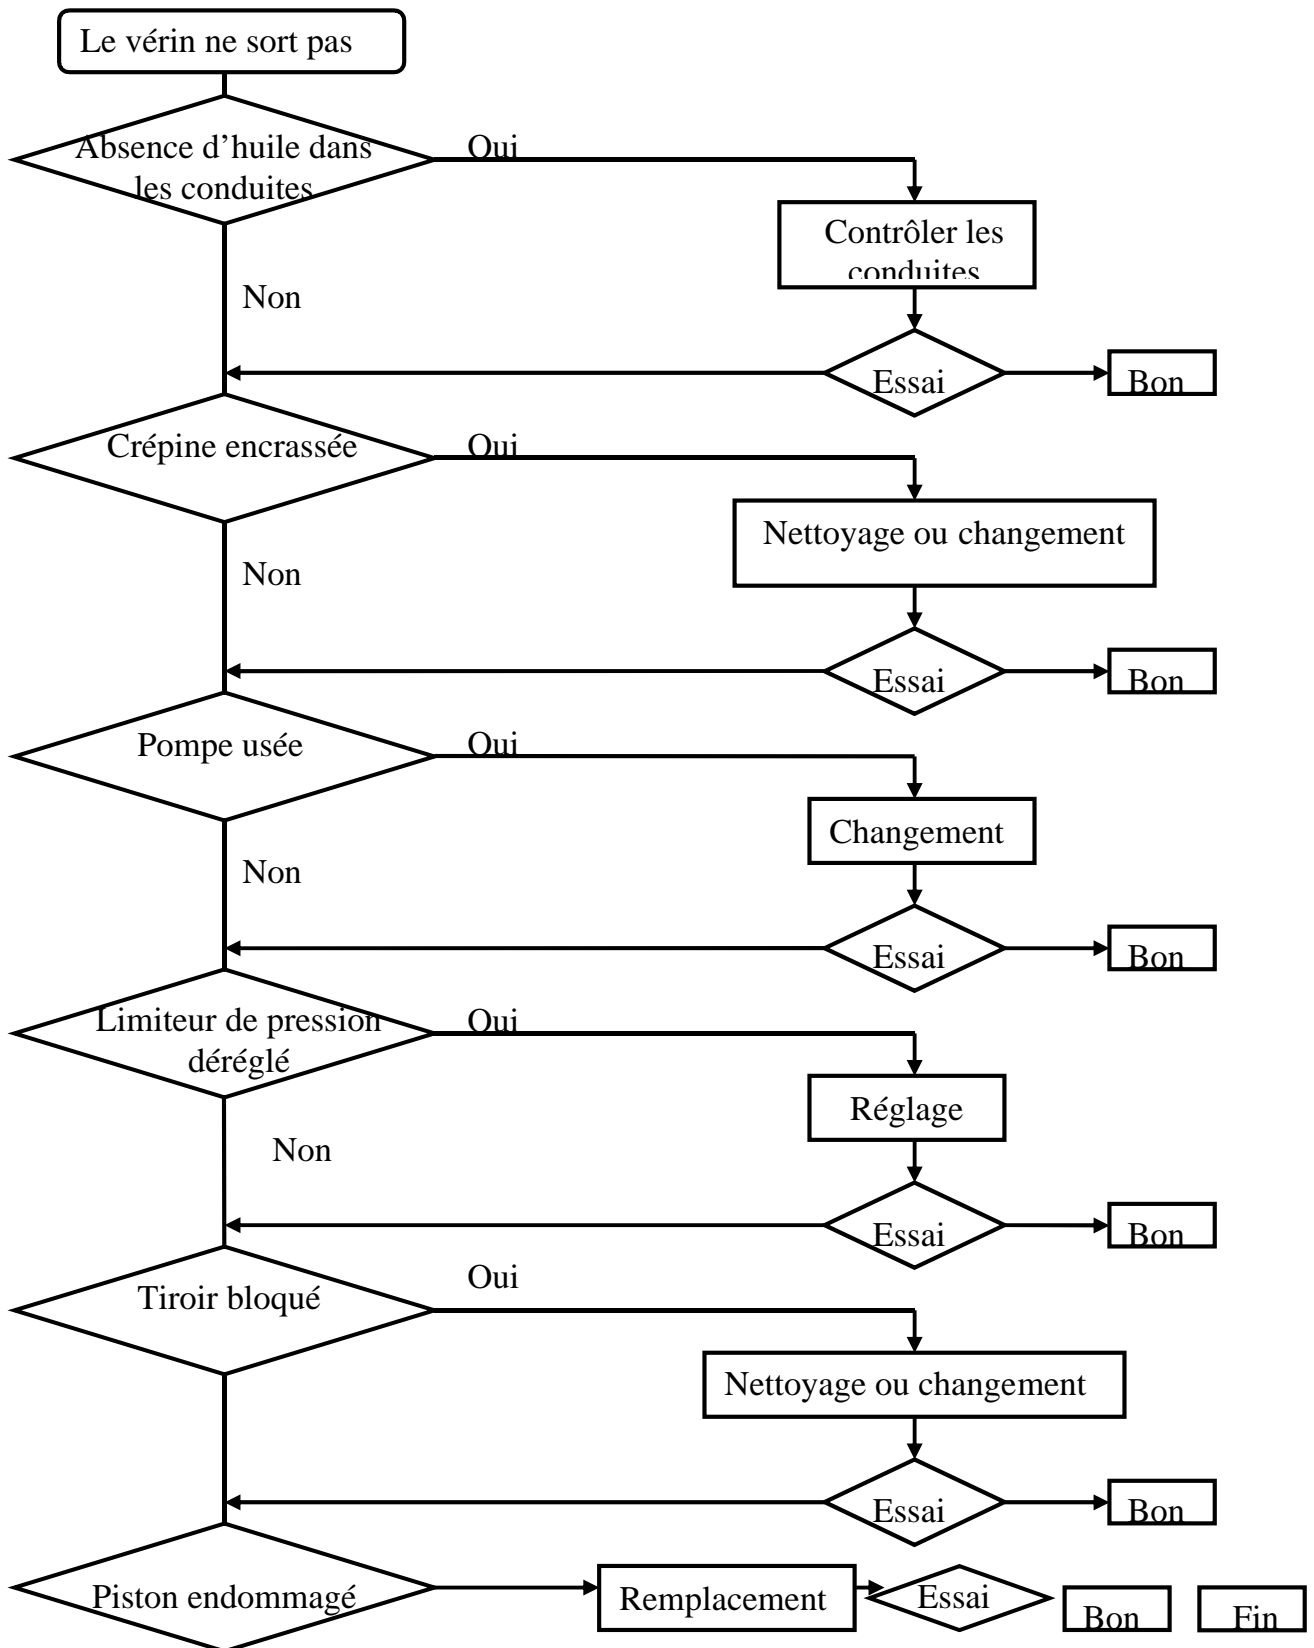 Le vérin ne sort pas
Absence d'huile dans
les conduites
Oui
Contrôler les
conduites
Non
Essai
Bon
Crépine encrassée
Oui
Nettoyage ou changement
Non
Essai
Bon
Pompe usée
Oui
Changement
Non
Essai
Bon
Limiteur de pression
déréglé
Oui
Réglage
Non
Essai
Bon
Tiroir bloqué
Oui
Nettoyage ou changement
Essai
Bon
Piston endommagé
Remplacement
Essai
Bon
Fin